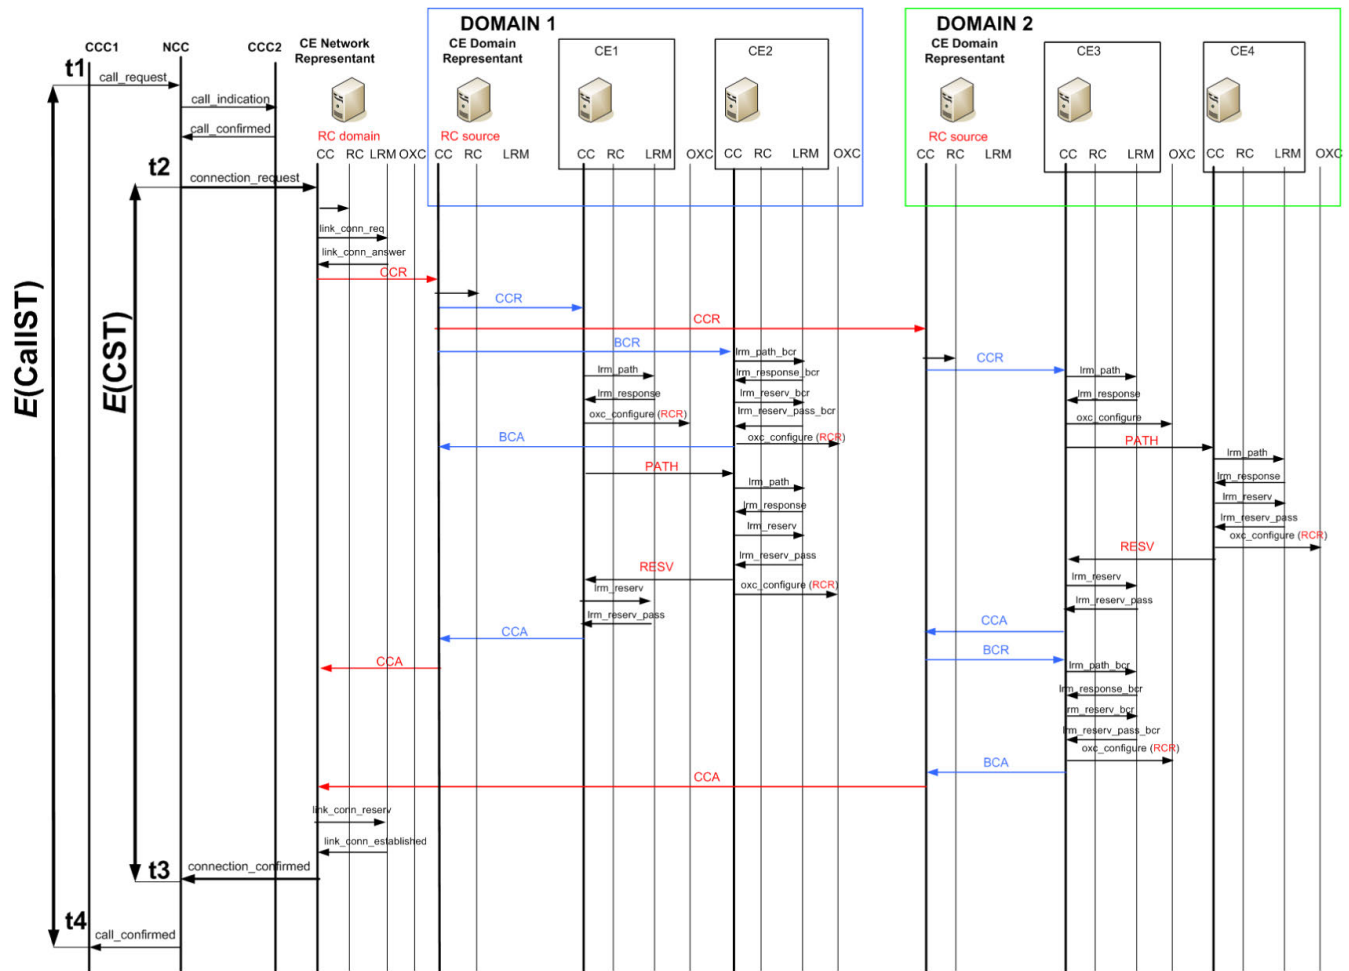 DOMAIN 1
DOMAIN 2
CCC1
NCC
CCC2
CE Network
Representant
CE Domain
Representant
CE1
CE2
CE Domain
Representant
CE3
CE4
t1
call_request
call_indication
call_confirmed
RC domain
RC source
RC source
CC RC LRM OXC
CC RC LRM
CC RC LRM OXC
CC RC LRM OXC
CC RC LRM
CC RC LRM OXC
CC RC LRM OXC
t2
connection_request
link_conn_req
link_conn_answer
CCR
CCR
CCR
BCR
lrm_path_bcr
lrm_response_bcr
lrm_reserv_bcr
lrm_reserv_pass_bcr
oxc_configure (RCR)
lrm_path
lrm_response
oxc_configure (RCR)
BCA
PATH
lrm_path
lrm_response
lrm_reserv
lrm_reserv_pass
RESV
oxc_configure (RCR)
lrm_reserv
lrm_reserv_pass
CCA
CCA
CCR
lrm_path
lrm_response
oxc_configure
PATH
lrm_path
lrm_response
lrm_reserv
lrm_reserv_pass
oxc_configure (RCR)
RESV
lrm_reserv
lrm_reserv_pass
CCA
BCR
lrm_path_bcr
lrm_response_bcr
rm_reserv_bcr
lrm_reserv_pass_bcr
oxc_configure (RCR)
BCA
CCA
link_conn_reserv
link_conn_established
t3
connection_confirmed
t4
call_confirmed
E(CallST)
E(CST)